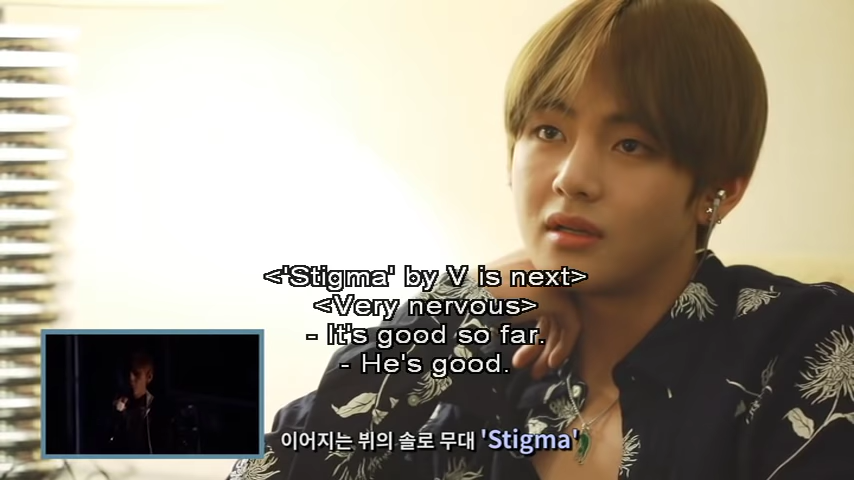 <'Stigma' by V is next>
<Very nervous>
- It's good so far.
- He's good.
이어지는 뷔의 솔로 무대 'Stigma'